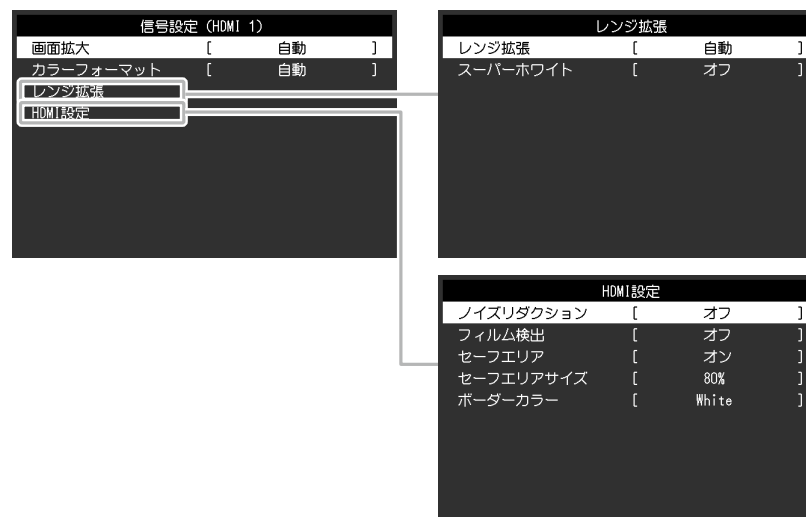 信号設定 (HDMI 1)
画面拡大 [ 自動 ]
カラーフォーマット [ 自動 ]
レンジ拡張
HDMI設定
レンジ拡張
レンジ拡張 [ 自動 ]
スーパーホワイト [ オフ ]
HDMI設定
ノイズリダクション [ オフ ]
フィルム検出 [ オフ ]
セーフエリア [ オン ]
セーフエリアサイズ [ 80% ]
ボーダーカラー [ White ]